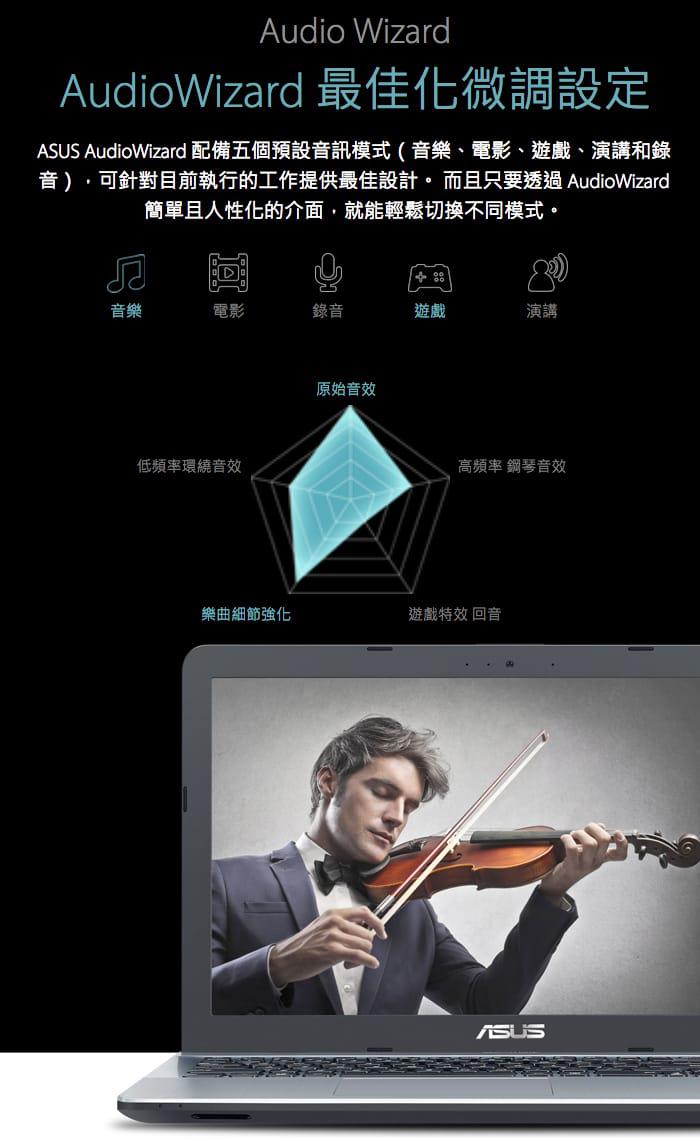 Audio Wizard
AudioWizard 最佳化微調設定
ASUS AudioWizard 配備五個預設音訊模式 ( 音樂、電影、遊戲、演講和錄
音 ) ，可針對目前執行的工作提供最佳設計。 而且只要透過 AudioWizard
簡單且人性化的介面，就能輕鬆切換不同模式。
音樂 電影 錄音 遊戲 演講
原始音效
低頻率環繞音效 高頻率 鋼琴音效
樂曲細節強化 遊戲特效 回音
ASUS